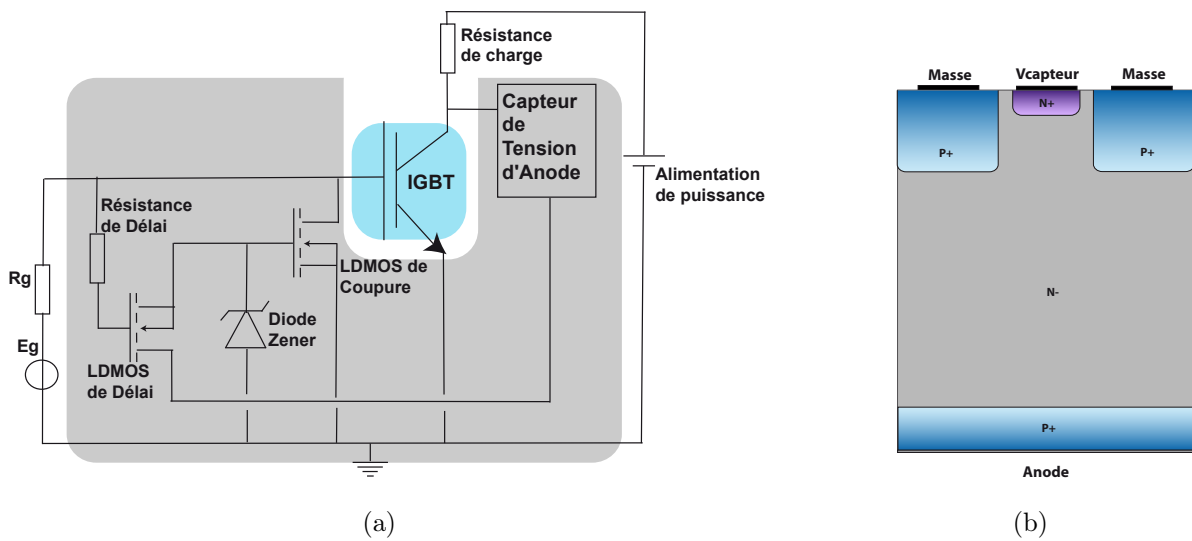 Résistance
de charge
Capteur
de
Tension
d'Anode
IGBT
Alimentation
de puissance
Résistance
de Délai
LDMOS de
Coupure
Rg
Diode
Zener
Eg
LDMOS
de Délai
(a)
Masse
Vcapteur
Masse
N+
P+
P+
N-
P+
Anode
(b)